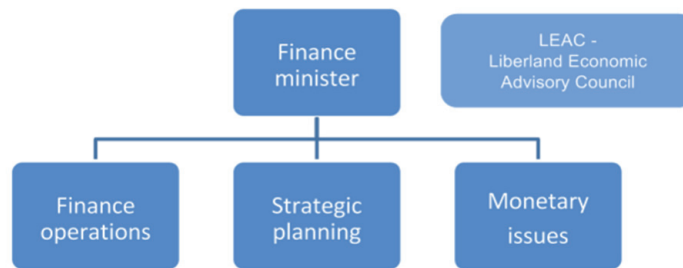 Finance
minister
LEAC -
Liberland Economic
Advisory Council
Finance
operations
Strategic
planning
Monetary
issues